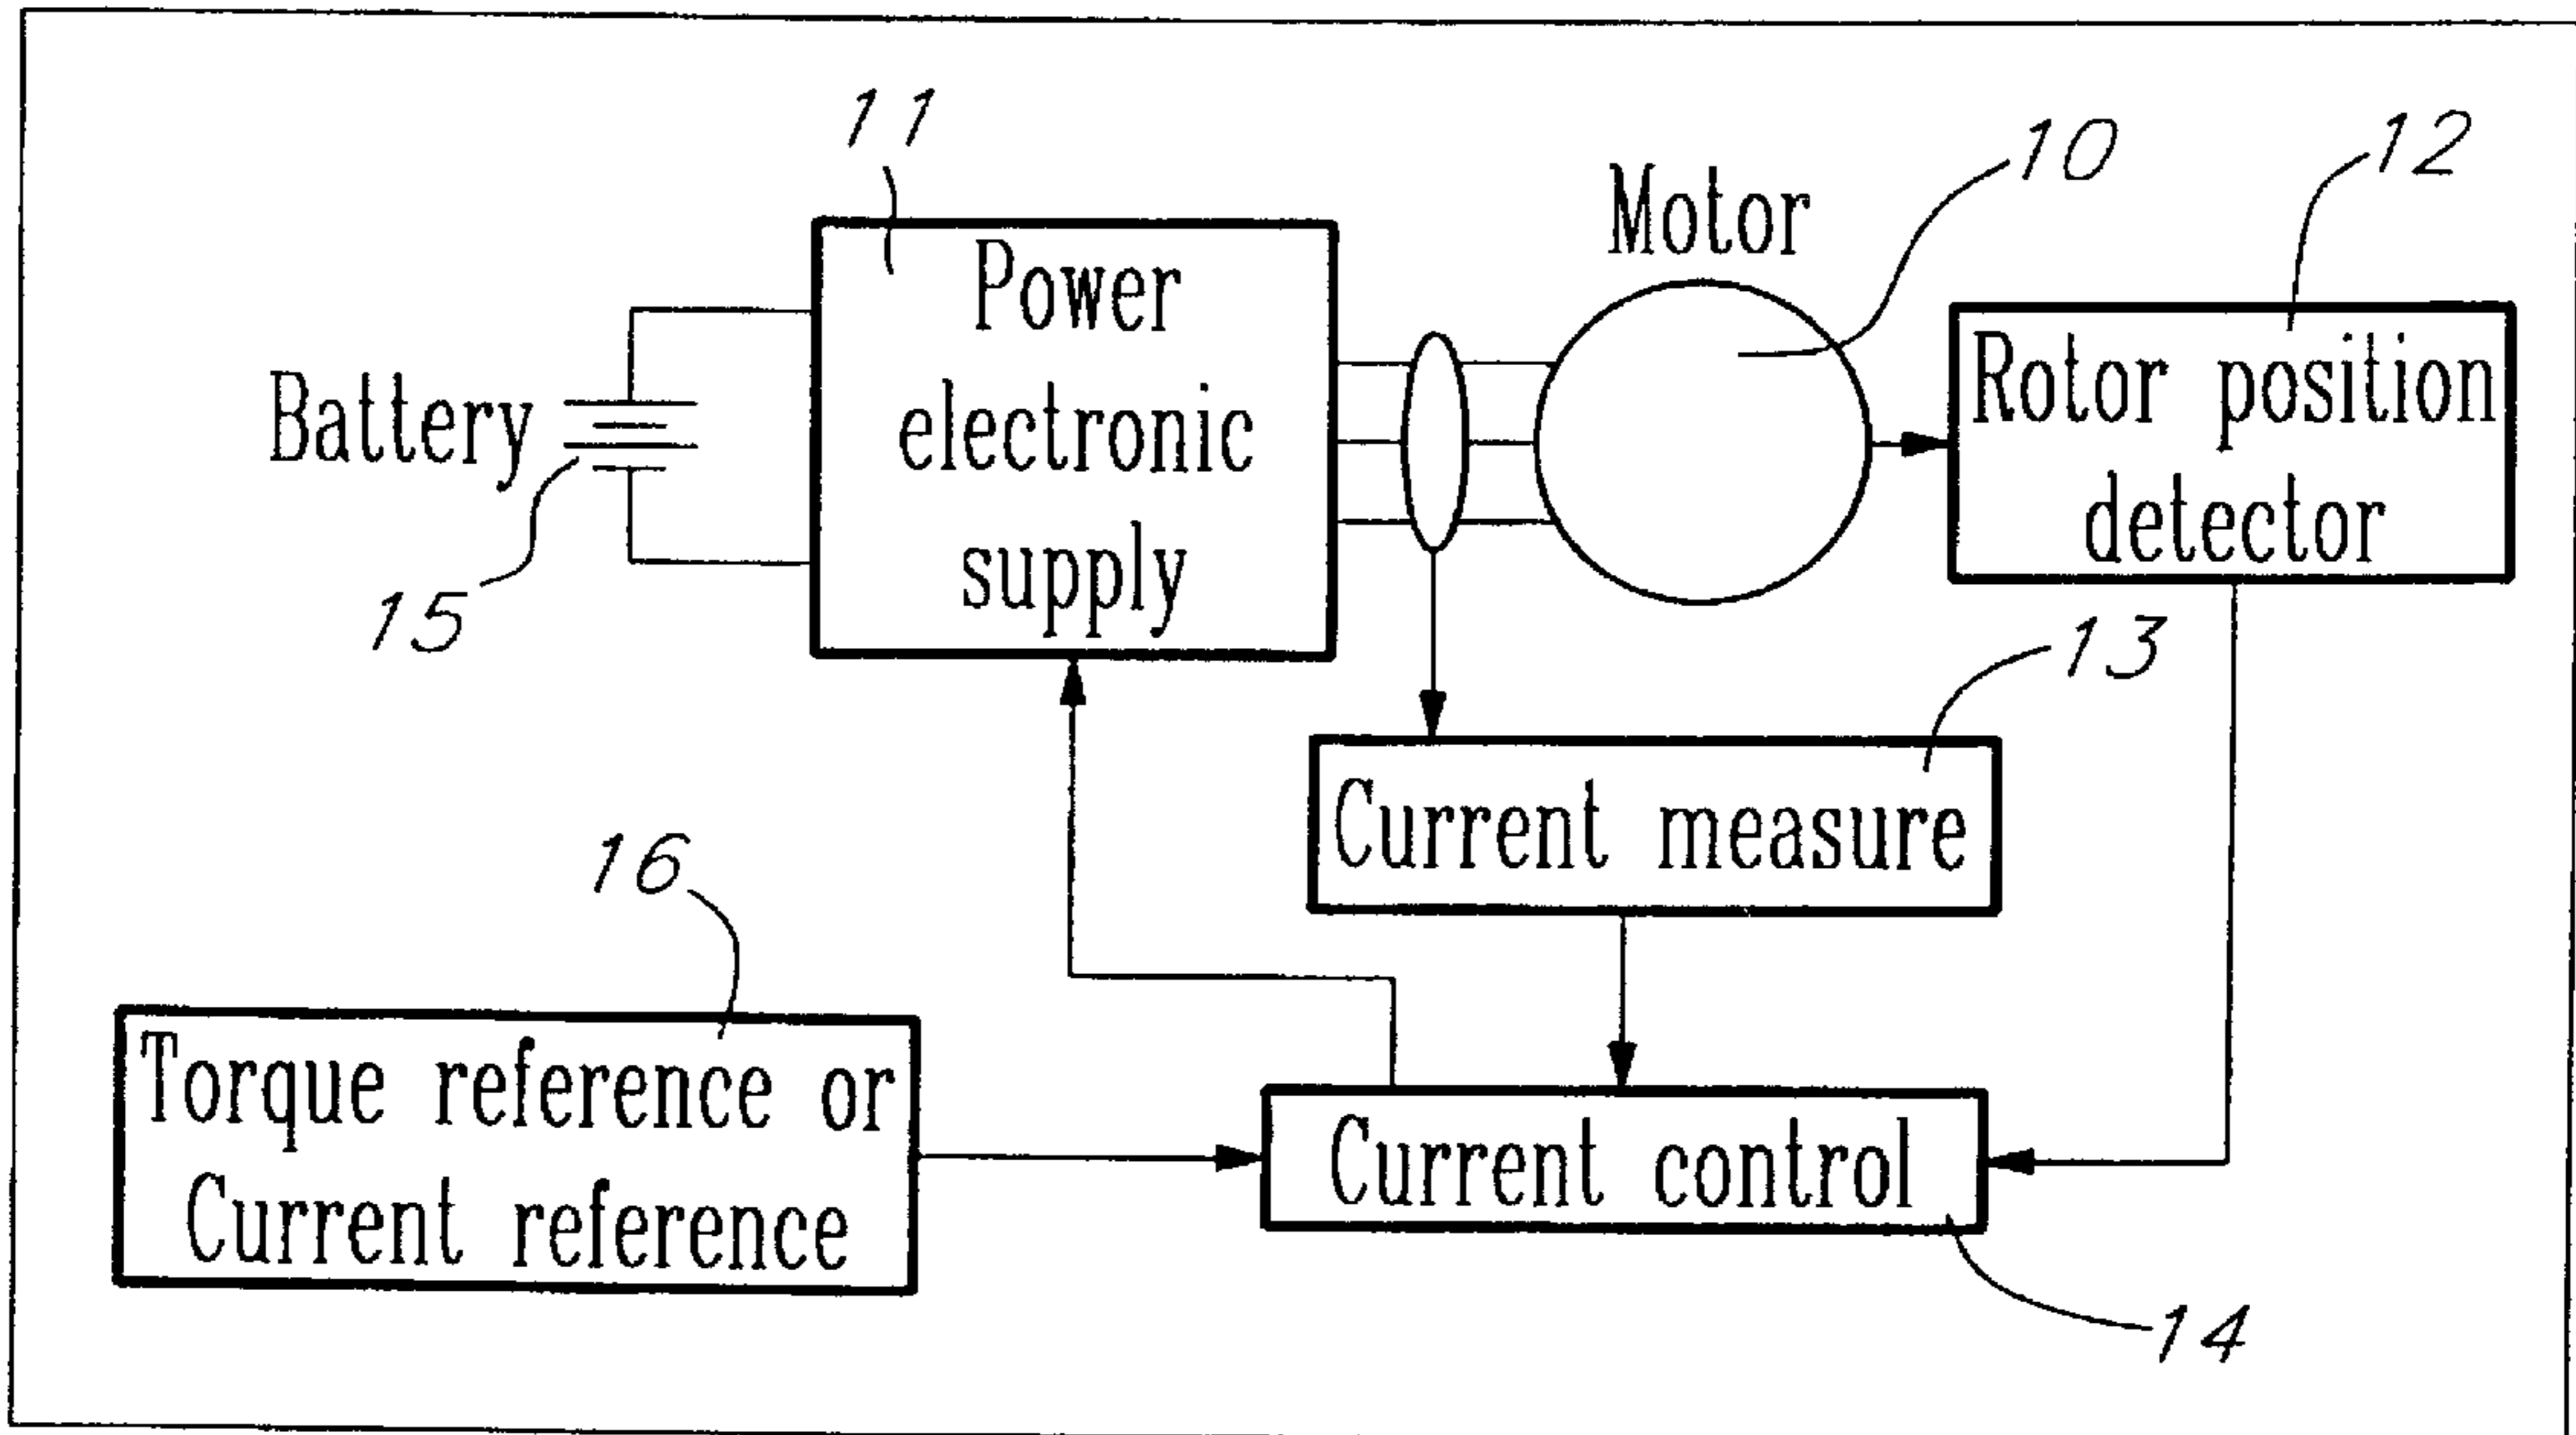 11
10
12
Motor
Power
electronic
supply
Battery
15
Rotor position
detector
13
Current measure
16
Torque reference or
Current reference
Current control
14